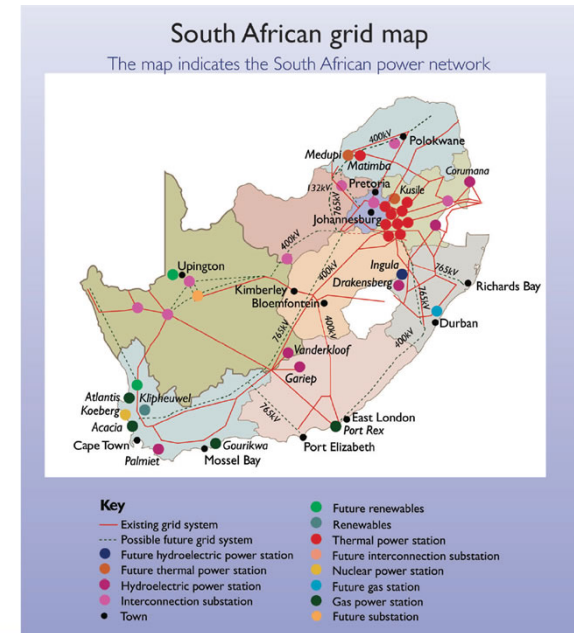 South African grid map
The map indicates the South African power network
400kV
Polokwane
Medupi
Matimba
Corumana
132kV
Pretoria
765kV
Kusile
Johannesburg
400kV
400kV
Ingula
765kV
Upington
Drakensberg
Kimberley
Richards Bay
Bloemfontein
765kV
Durban
400kV
765kV
Vanderkloof
400kV
Gariep
Atlantis
Klipheuwel
765kV
Koeberg
East London
Acacia
Port Rex
Cape Town
Gourikwa
Port Elizabeth
Palmiet
Mossel Bay
Key
Existing grid system
Possible future grid system
Future hydroelectric power station
Future thermal power station
Hydroelectric power station
Interconnection substation
Town
Future renewables
Renewables
Thermal power station
Future interconnection substation
Nuclear power station
Future gas station
Gas power station
Future substation